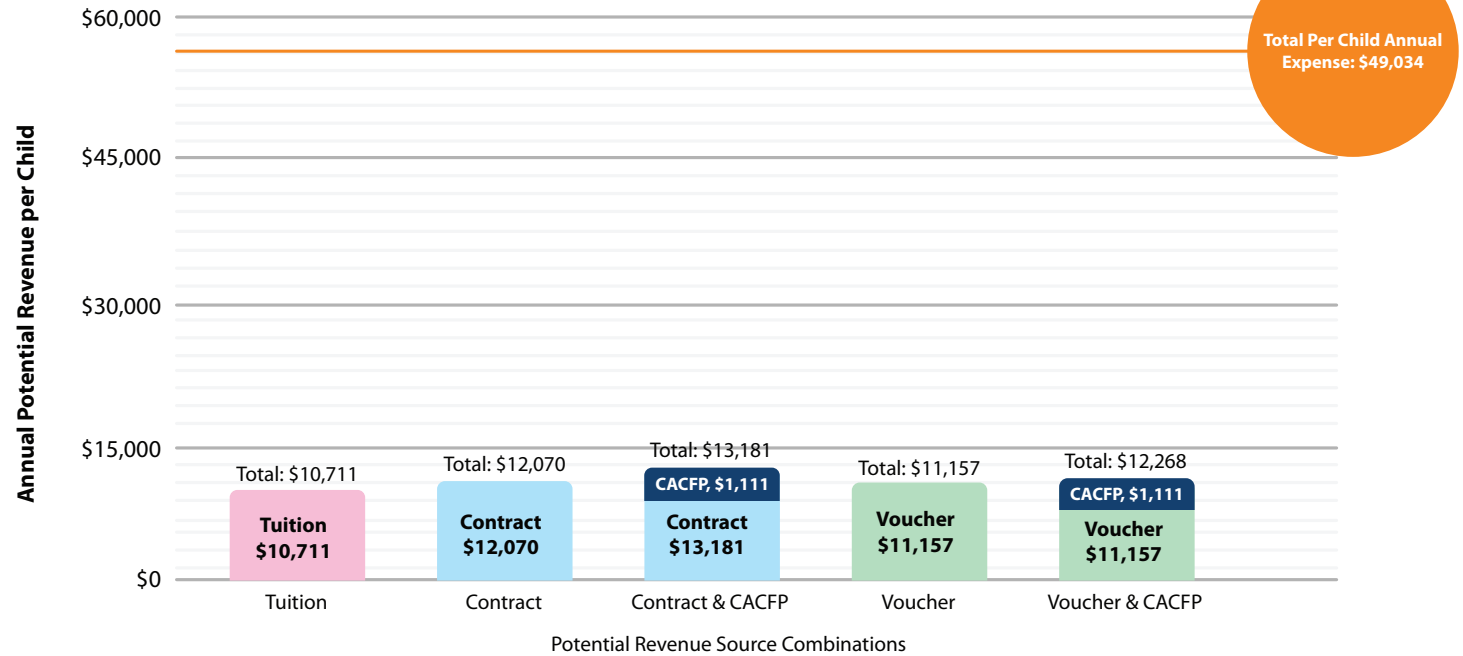 $60,000
Total Per Child Annual
Expense: $49,034
Annual Potential Revenue per Child
$45,000
$30,000
$15,000
$0
Total: $10,711
Tuition
$10,711
Total: $12,070
Contract
$12,070
Total: $13,181
CACFP, $1,111
Contract
$13,181
Total: $11,157
Voucher
$11,157
Total: $12,268
CACFP, $1,111
Voucher
$11,157
Tuition
Contract
Contract & CACFP
Voucher
Voucher & CACFP
Potential Revenue Source Combinations